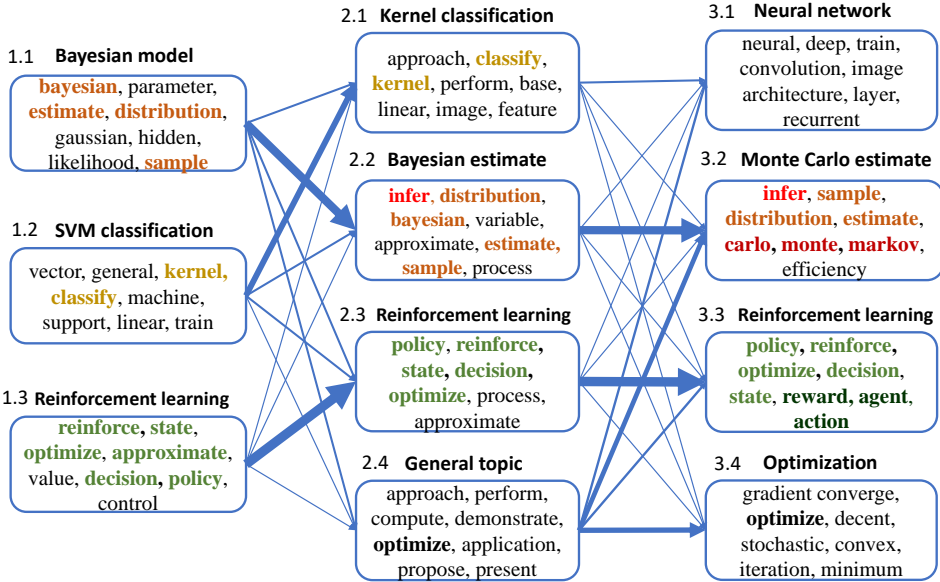 1.1 Bayesian model
bayesian, parameter,
estimate, distribution,
gaussian, hidden,
likelihood, sample
1.2 SVM classification
vector, general, kernel,
classify, machine,
support, linear, train
1.3 Reinforcement learning
reinforce, state,
optimize, approximate,
value, decision, policy,
control
2.1 Kernel classification
approach, classify,
kernel, perform, base,
linear, image, feature
2.2 Bayesian estimate
infer, distribution,
bayesian, variable,
approximate, estimate,
sample, process
2.3 Reinforcement learning
policy, reinforce,
state, decision,
optimize, process,
approximate
2.4 General topic
approach, perform,
compute, demonstrate,
optimize, application,
propose, present
3.1 Neural network
neural, deep, train,
convolution, image
architecture, layer,
recurrent
3.2 Monte Carlo estimate
infer, sample,
distribution, estimate,
carlo, monte, markov,
efficiency
3.3 Reinforcement learning
policy, reinforce,
optimize, decision,
state, reward, agent,
action
3.4 Optimization
gradient converge,
optimize, decent,
stochastic, convex,
iteration, minimum